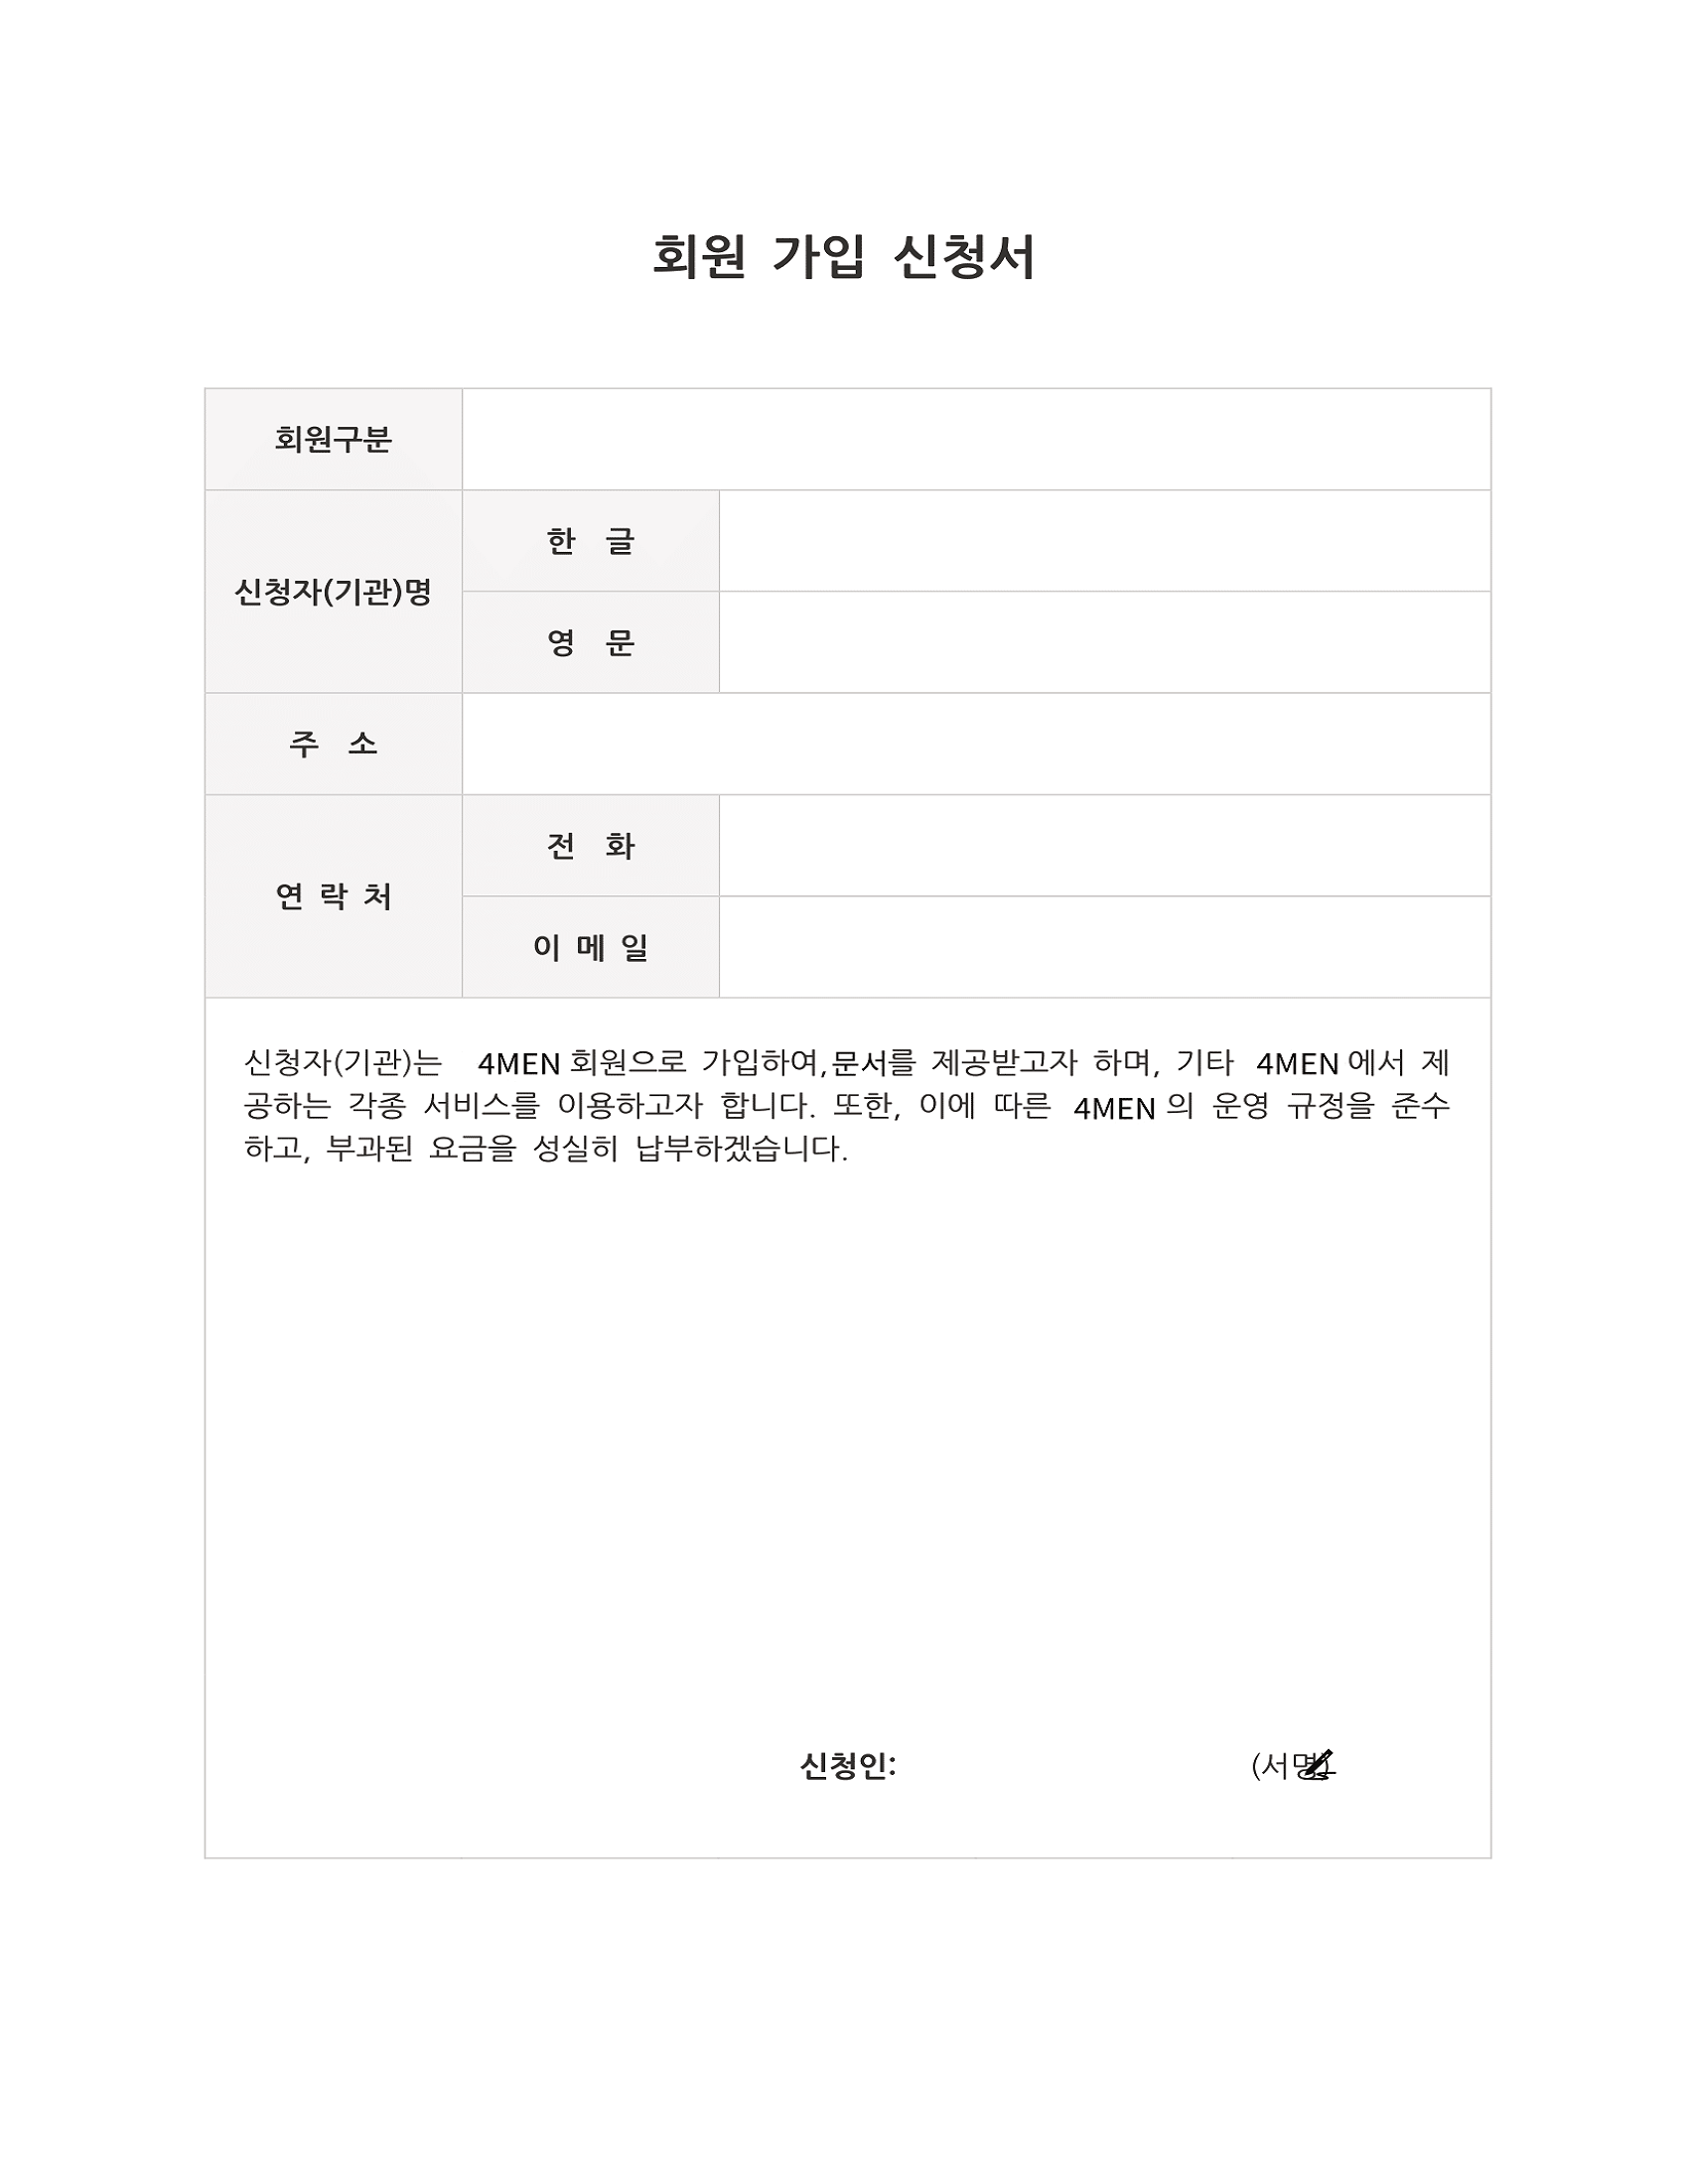 회원 가입 신청서
회원구분
신청자(기관)명
한 글
영 문
주 소
연 락 처
전 화
이 메 일
신청자(기관)는 4MEN 회원으로 가입하여,문서를 제공받고자 하며, 기타 4MEN 에서 제
공하는 각종 서비스를 이용하고자 합니다. 또한, 이에 따른 4MEN 의 운영 규정을 준수
하고, 부과된 요금을 성실히 납부하겠습니다.
신청인: (서명)